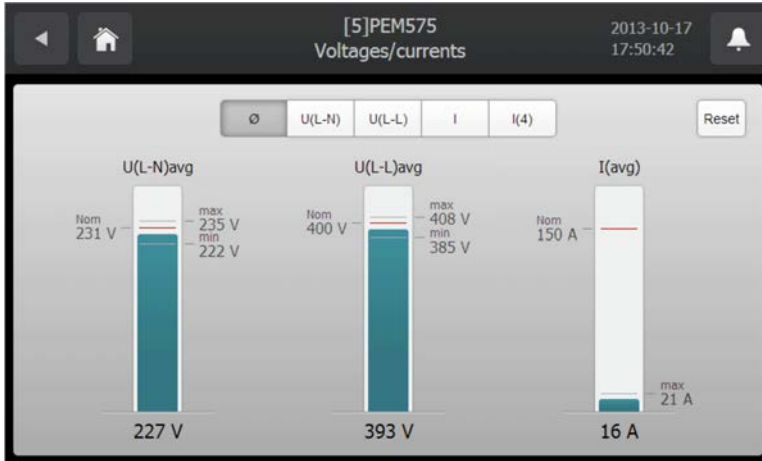 [5]PEM575
Voltages/currents
2013-10-17
17:50:42
Ø
U(L-N)
U(L-L)
I
I(4)
Reset
U(L-N)avg
Nom
231 V
max
235 V
min
222 V
227 V
U(L-L)avg
Nom
400 V
max
408 V
min
385 V
393 V
I(avg)
Nom
150 A
max
21 A
16 A